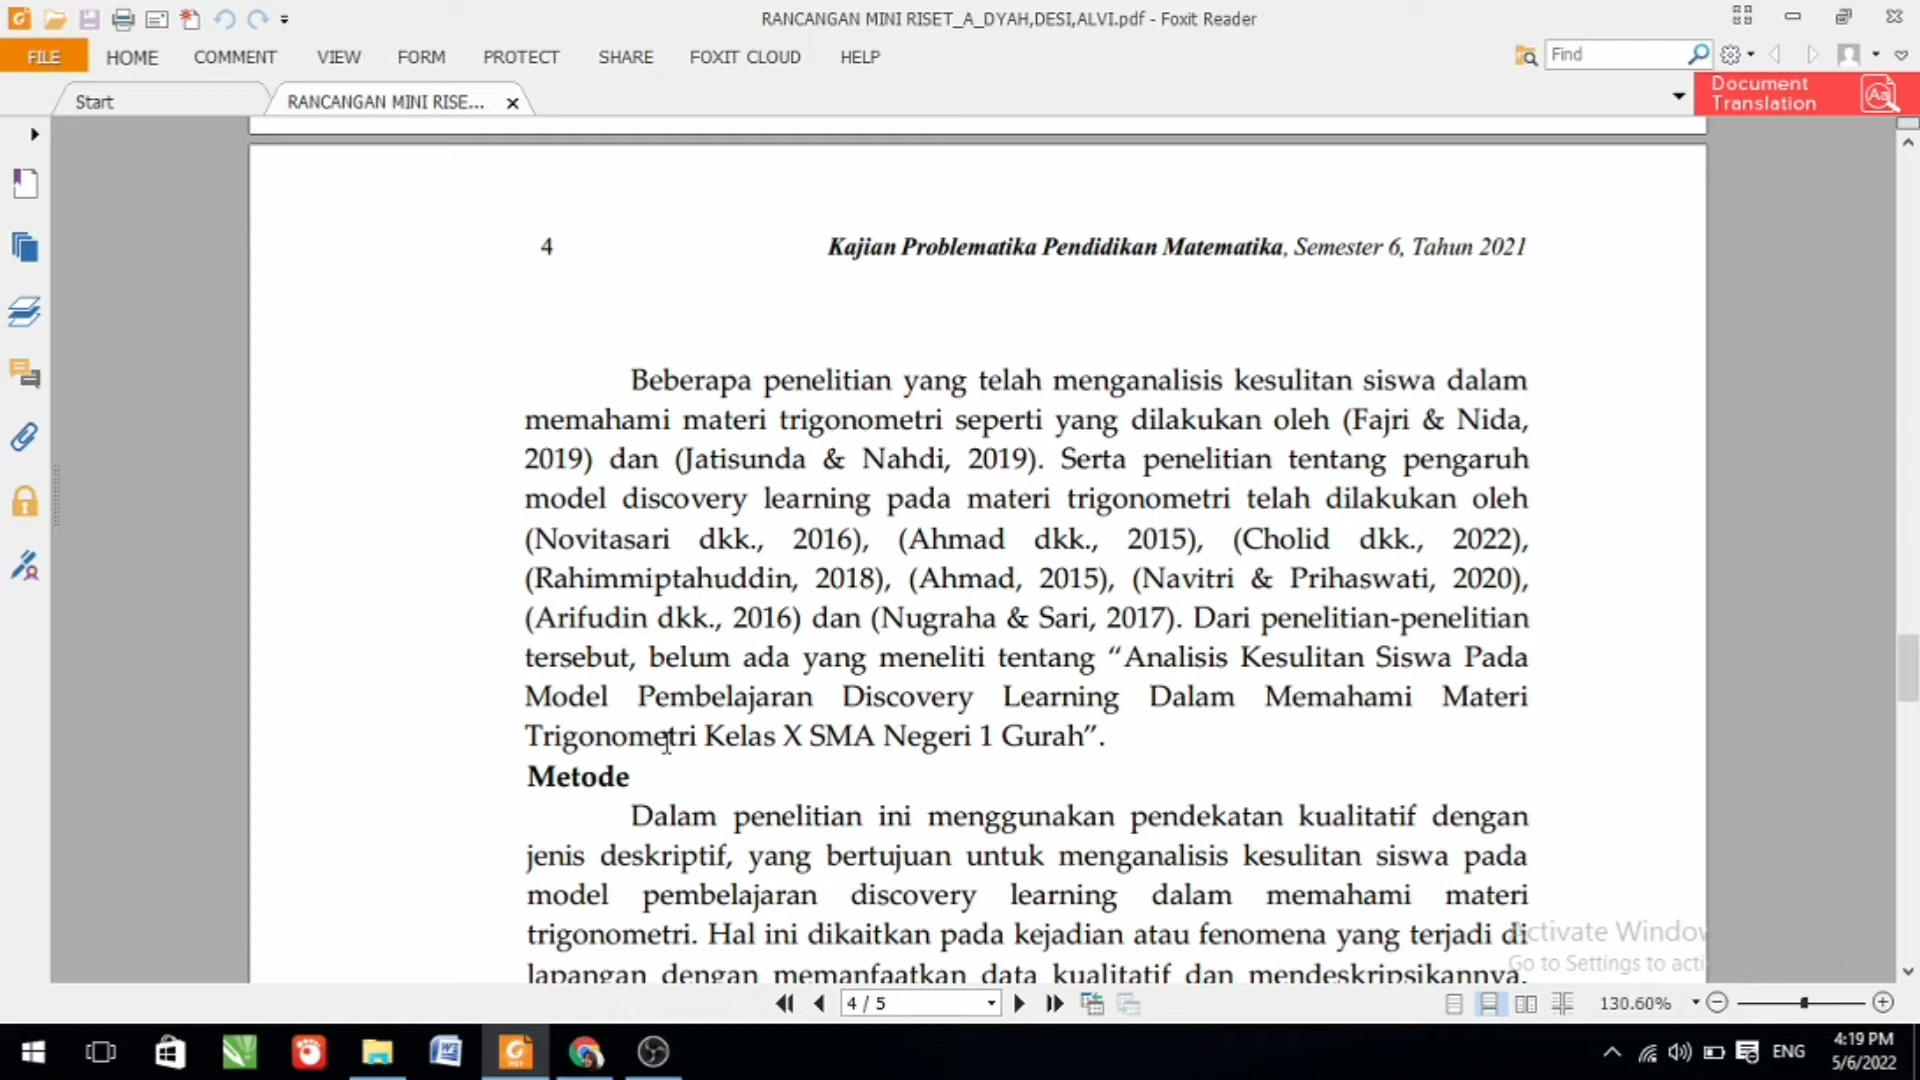 RANCANGAN MINI RISET_A_DYAH,DESI,ALVI.pdf - Foxit Reader
FILE HOME COMMENT VIEW FORM PROTECT SHARE FOXIT CLOUD HELP Find
Start RANCANGAN MINI RISE... Document
Translation
4 Kajian Problematika Pendidikan Matematika, Semester 6, Tahun 2021
Beberapa penelitian yang telah menganalisis kesulitan siswa dalam
memahami materi trigonometri seperti yang dilakukan oleh (Fajri & Nida,
2019) dan (Jatisunda & Nahdi, 2019). Serta penelitian tentang pengaruh
model discovery learning pada materi trigonometri telah dilakukan oleh
(Novitasari dkk., 2016), (Ahmad dkk., 2015), (Cholid dkk., 2022),
(Rahimmiptahuddin, 2018), (Ahmad, 2015), (Navitri & Prihaswati, 2020),
(Arifudin dkk., 2016) dan (Nugraha & Sari, 2017). Dari penelitian-penelitian
tersebut, belum ada yang meneliti tentang “Analisis Kesulitan Siswa Pada
Model Pembelajaran Discovery Learning Dalam Memahami Materi
Trigonometri Kelas X SMA Negeri 1 Gurah”.
Metode
Dalam penelitian ini menggunakan pendekatan kualitatif dengan
jenis deskriptif, yang bertujuan untuk menganalisis kesulitan siswa pada
model pembelajaran discovery learning dalam memahami materi
trigonometri. Hal ini dikaitkan pada kejadian atau fenomena yang terjadi di
lapangan dengan memanfaatkan data kualitatif dan mendeskripsikannya.
Activate Window
Go to Settings to acti
4 / 5 130.60%
ENG 4:19 PM
5/6/2022